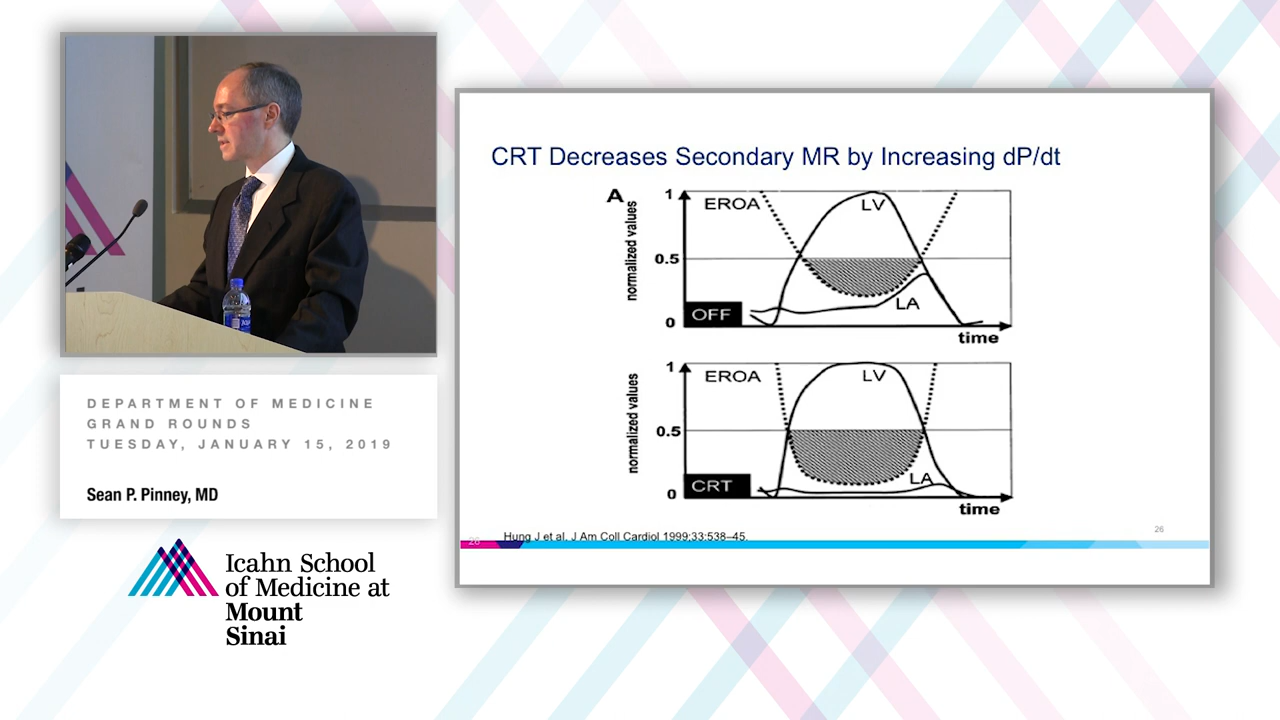 DEPARTMENT OF MEDICINE
GRAND ROUNDS
TUESDAY, JANUARY 15, 2019
Sean P. Pinney, MD
Icahn School
of Medicine at
Mount
Sinai
CRT Decreases Secondary MR by Increasing dP/dt
A
normalized values
1
0.5
0
EROA
LV
LA
OFF
time
normalized values
1
0.5
0
EROA
LV
LA
CRT
time
Hung J et al. J Am Coll Cardiol 1999;33:538–45.
26
26